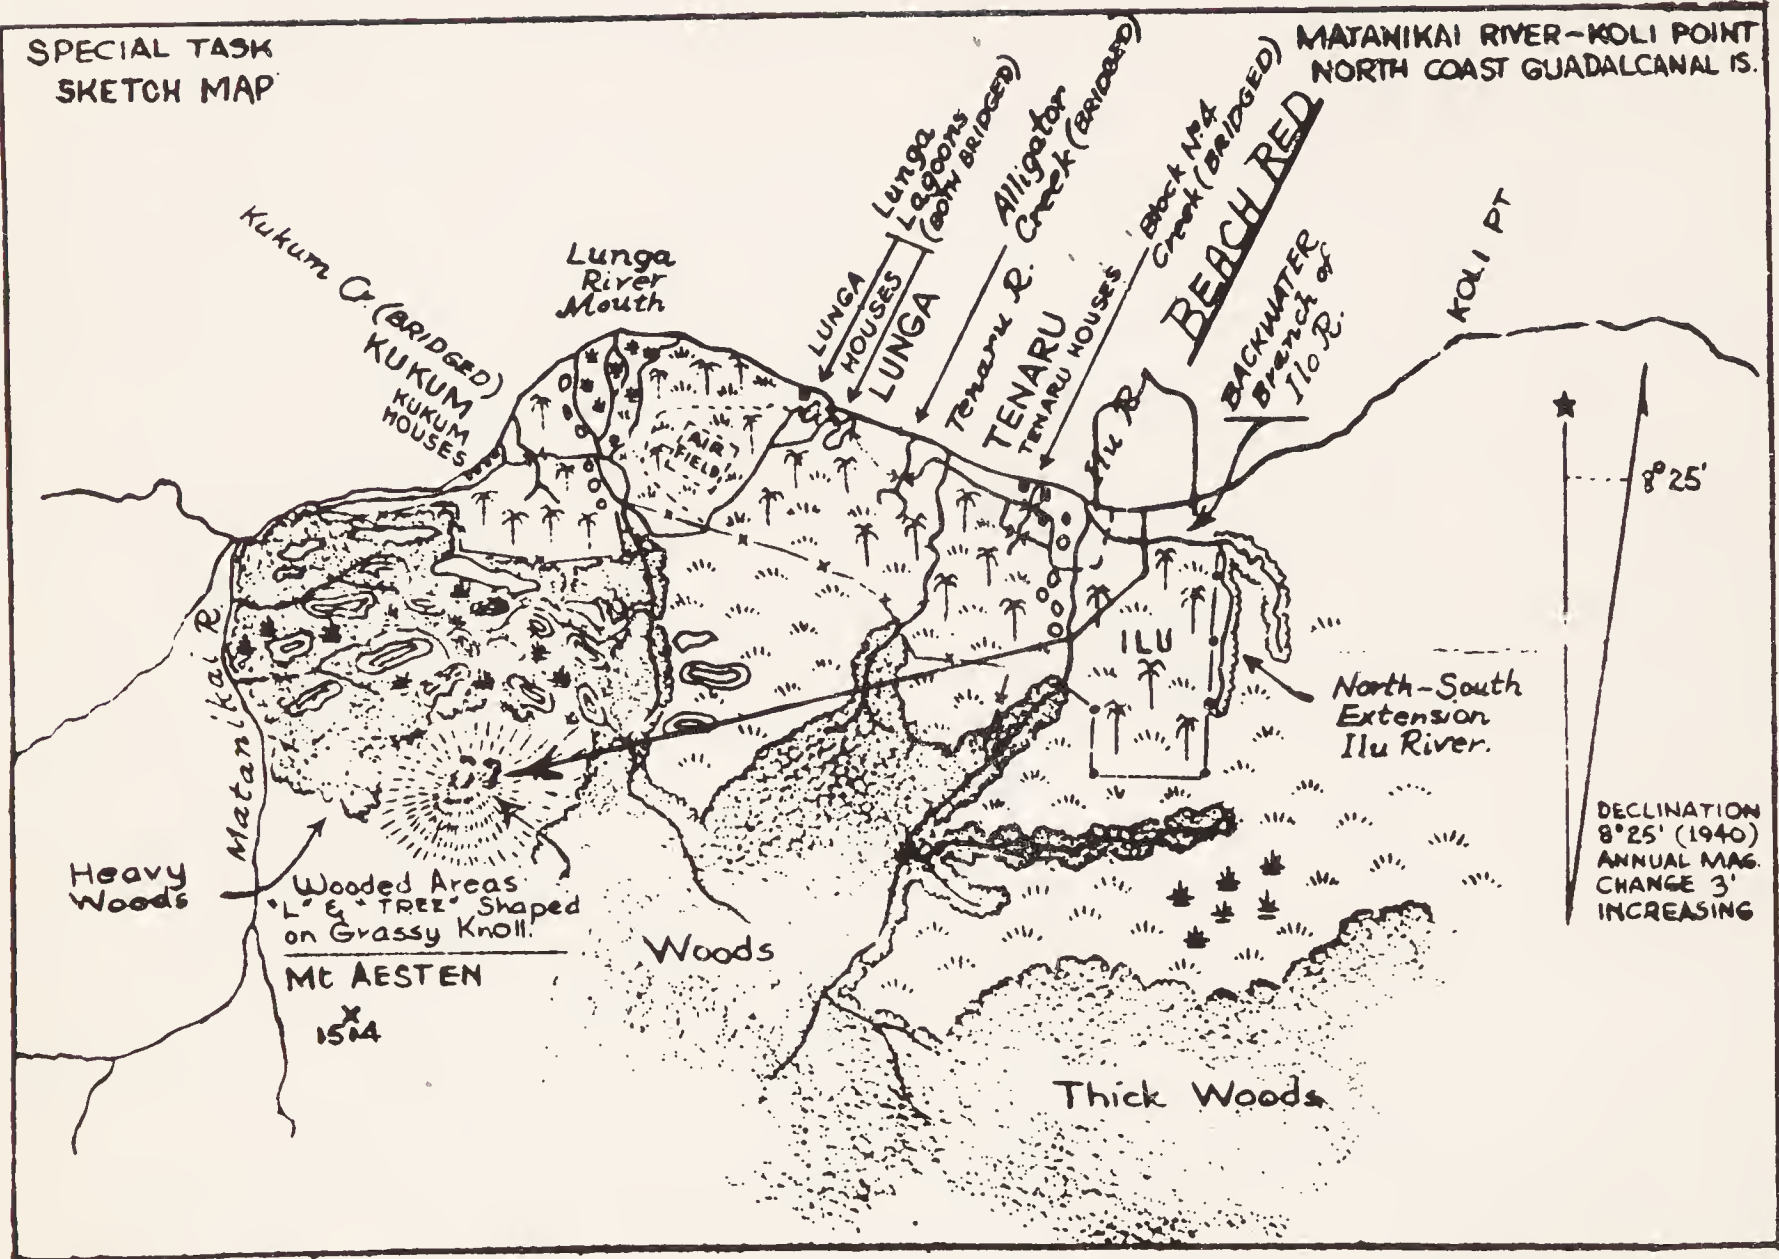 SPECIAL TASK
SKETCH MAP
MATANIKAI RIVER-KOLI POINT
NORTH COAST GUADALCANAL IS.
Kukum Cr. (BRIDGED)
KUKUM
KUKUM
HOUSES
Lunga
River
Mouth
Lunga
Lagoons
(BOTH BRIDGED)
LUNGA
HOUSES
LUNGA
Alligator
Creek (BRIDGED)
Tenaru R.
TENARU
TENARU HOUSES
Block No. 4
Creek (BRIDGED)
BEACH RED
Ilu R.
BACKWATER
Branch of
Ilo R.
KOLI PT
AIR
FIELD
8°25'
Matanikai R
ILU
North-South
Extension
Ilu River.
DECLINATION
8°25' (1940)
ANNUAL MAG.
CHANGE 3'
INCREASING
Heavy
Woods
Wooded Areas
"L" & "TREE" Shaped
on Grassy Knoll.
Mt AESTEN
X
1514
Woods
Thick Woods